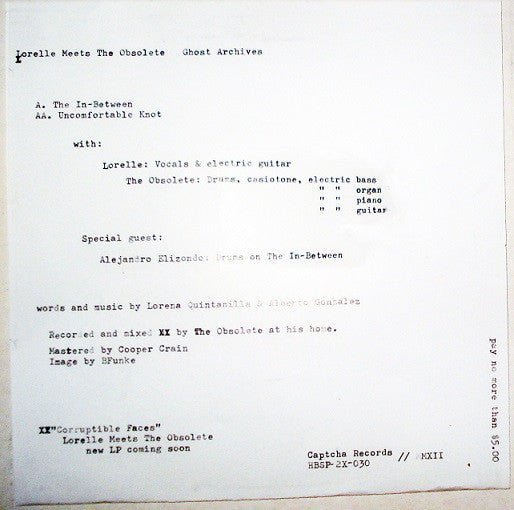 Lorelle Meets The Obsolete Ghost Archives
A. The In-Between
AA. Uncomfortable Knot
with:
Lorelle: Vocals & electric guitar
The Obsolete: Drums, casiotone, electric bass
" " organ
" " piano
" " guitar
Special guest:
Alejandro Elizondo: Drums on The In-Between
words and music by Lorena Quintanilla & Alberto Gonzalez
Recorded and mixed XX by The Obsolete at his home.
Mastered by Cooper Crain
Image by BFunke
XX"Corruptible Faces"
Lorelle Meets The Obsolete
new LP coming soon
Captcha Records // MXII
HBSP-2X-030
pay no more than $5.00